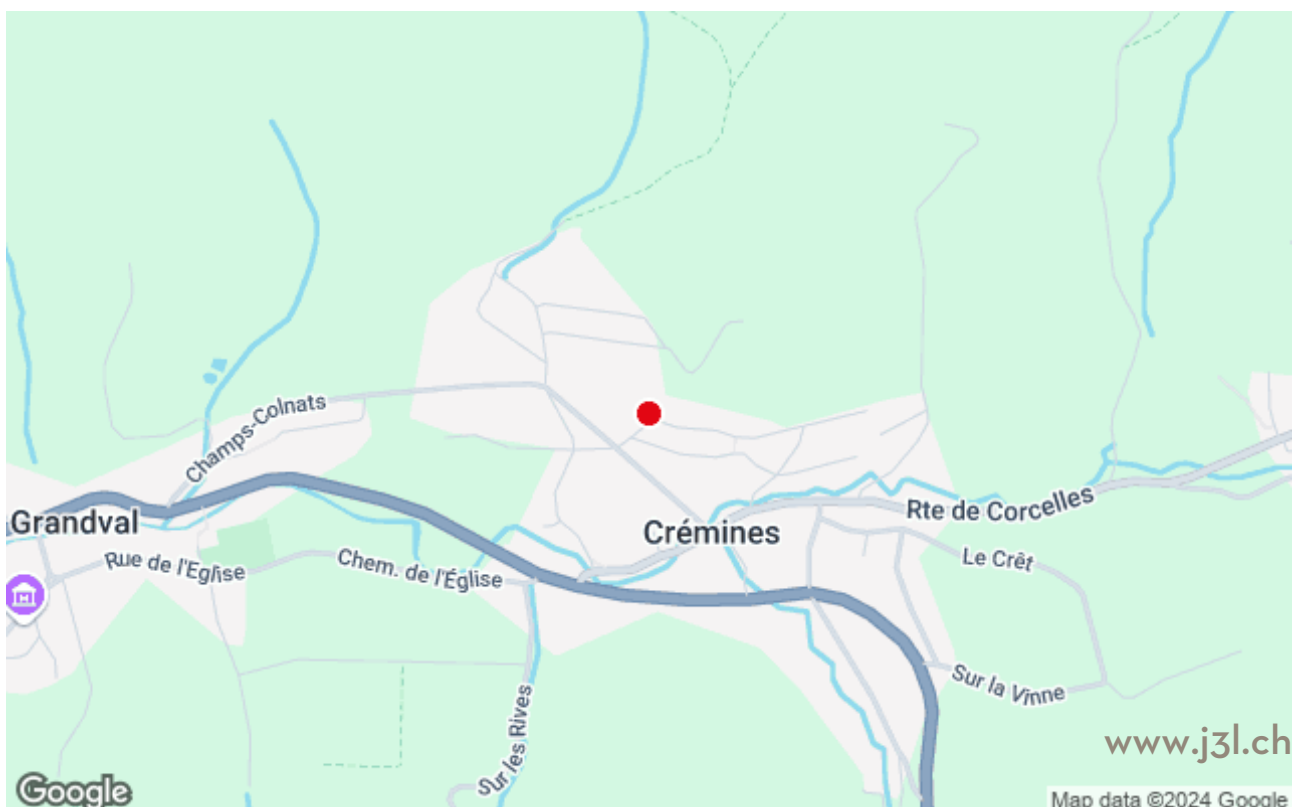 Champs-Colnats
Grandval
Rte de Corcelles
Crémines
Rue de l'Eglise
Chem. de l'Église
Le Crêt
Sur la Vinne
Sur les Rives
www.j3l.ch
Google
Map data ©2024 Google